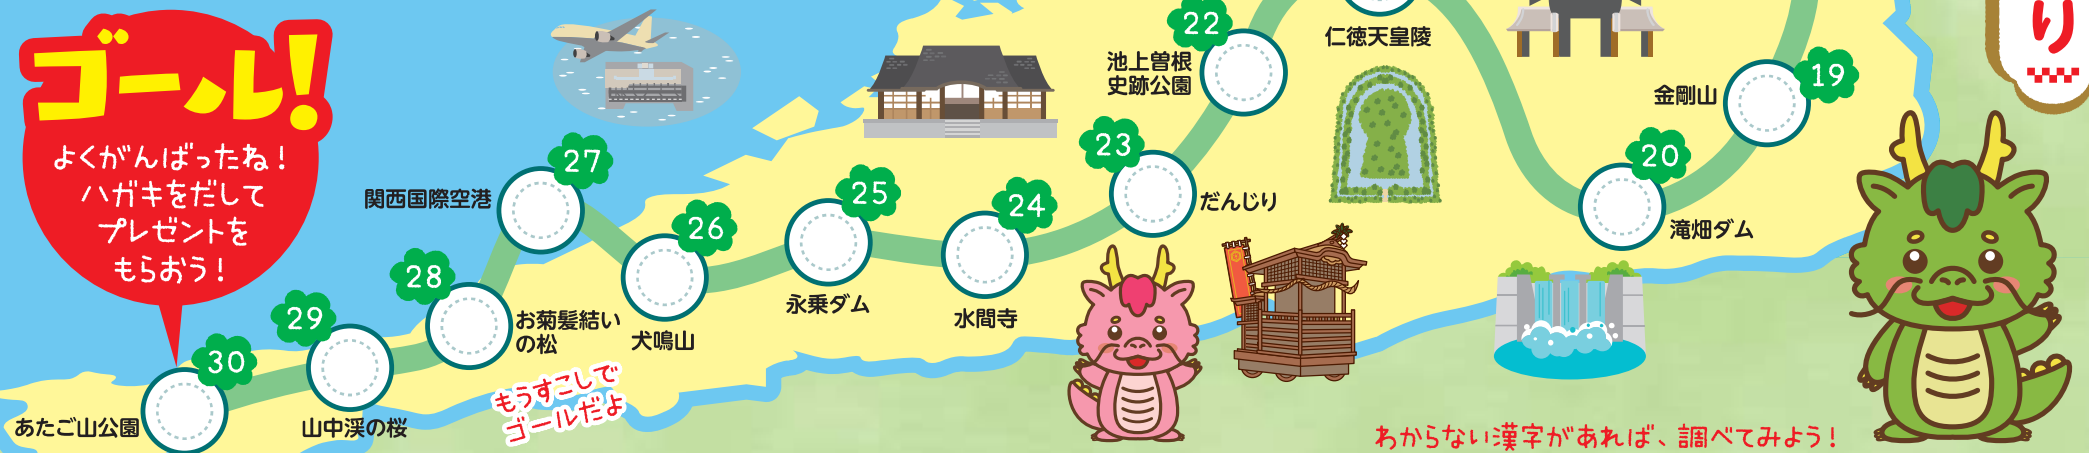 ゴール!
よくがんばったね!
ハガキをだして
プレゼントを
もらおう!
り
仁徳天皇陵
22
池上曽根
史跡公園
19
金剛山
20
滝畑ダム
23
だんじり
24
水間寺
25
永乗ダム
26
犬鳴山
27
関西国際空港
28
お菊髪結い
の松
29
山中渓の桜
30
あたご山公園
もうすこしで
ゴールだよ
わからない漢字があれば、調べてみよう!